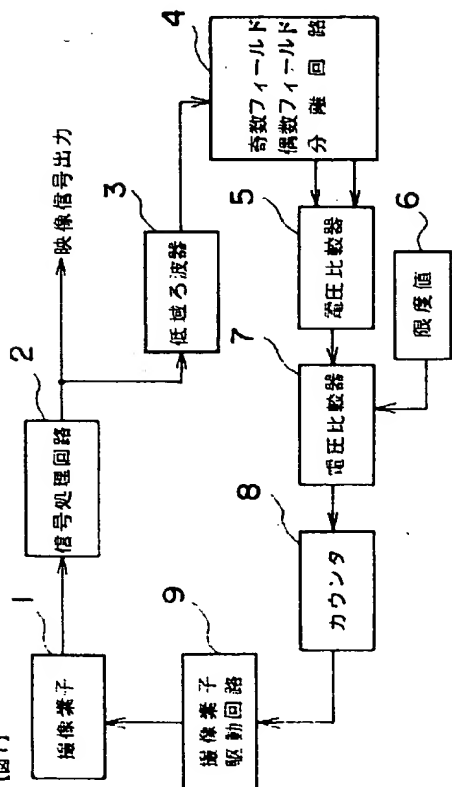 【図1】
1
撮像素子
2
信号処理回路
映像信号出力
3
低域ろ波器
4
奇数フィールド
偶数フィールド
分離回路
5
電圧比較器
6
限度値
7
電圧比較器
8
カウンタ
9
撮像素子
駆動回路